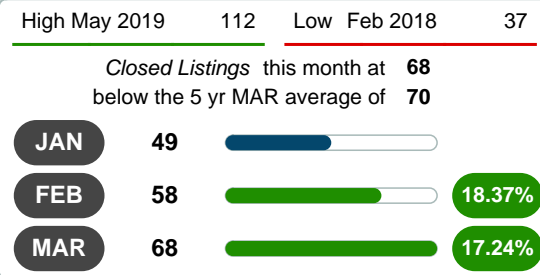 High May 2019 112 Low Feb 2018 37
Closed Listings this month at 68
below the 5 yr MAR average of 70
JAN 49
FEB 58 18.37%
MAR 68 17.24%